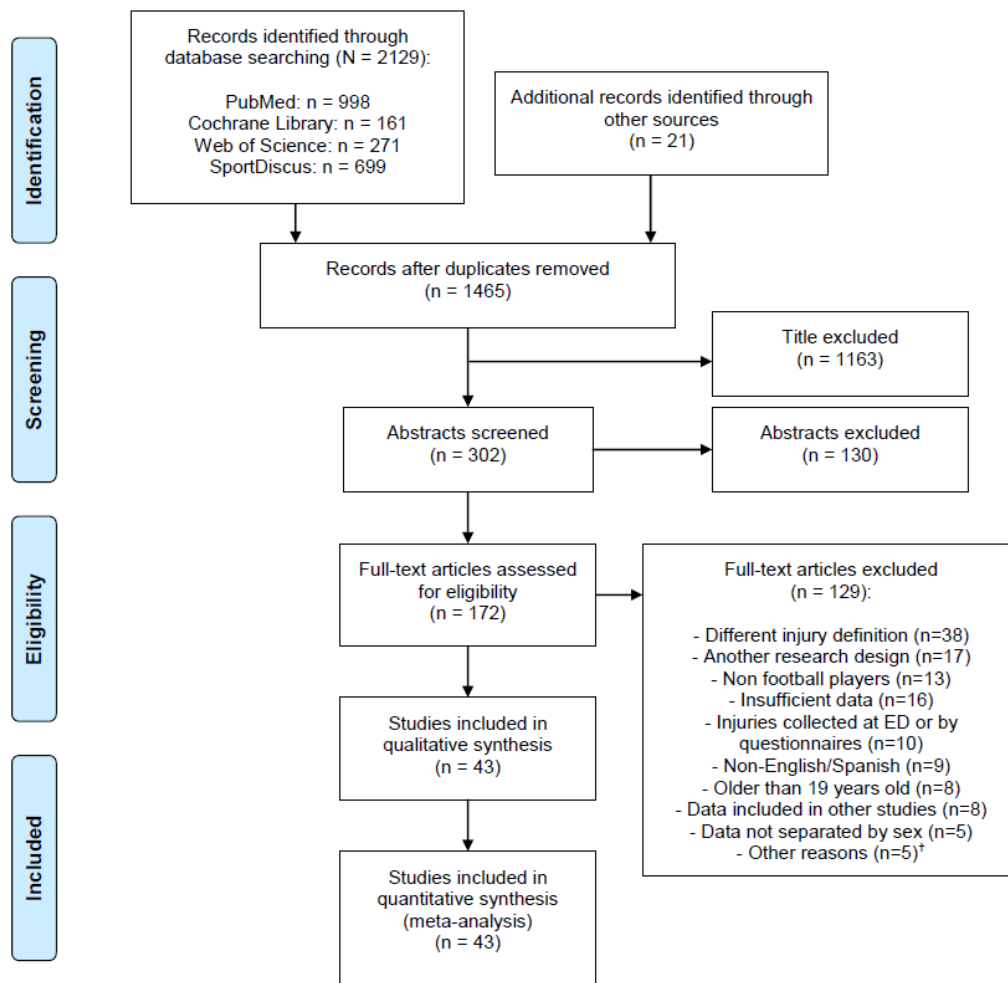 Identification
Records identified through
database searching (N = 2129):
PubMed: n = 998
Cochrane Library: n = 161
Web of Science: n = 271
SportDiscus: n = 699
Additional records identified through
other sources
(n = 21)
Records after duplicates removed
(n = 1465)
Screening
Title excluded
(n = 1163)
Abstracts screened
(n = 302)
Abstracts excluded
(n = 130)
Eligibility
Full-text articles assessed
for eligibility
(n = 172)
Full-text articles excluded
(n = 129):
- Different injury definition (n=38)
- Another research design (n=17)
- Non football players (n=13)
- Insufficient data (n=16)
- Injuries collected at ED or by
questionnaires (n=10)
- Non-English/Spanish (n=9)
- Older than 19 years old (n=8)
- Data included in other studies (n=8)
- Data not separated by sex (n=5)
- Other reasons (n=5)†
Studies included in
qualitative synthesis
(n = 43)
Included
Studies included in
quantitative synthesis
(meta-analysis)
(n = 43)